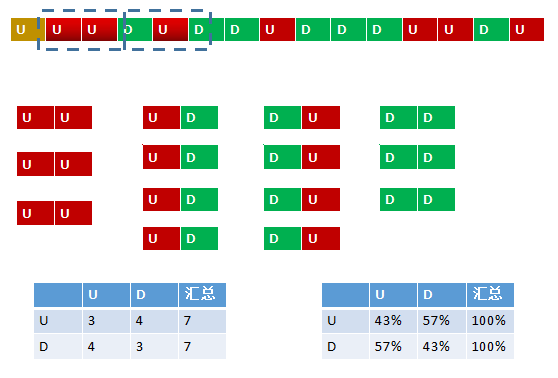 U U U D U D D U D D D U U D U
U U U D D U D D
U U U D D U D D
U U U D D U D D
U D D U
U D 汇总
U 3 4 7
D 4 3 7
U D 汇总
U 43% 57% 100%
D 57% 43% 100%